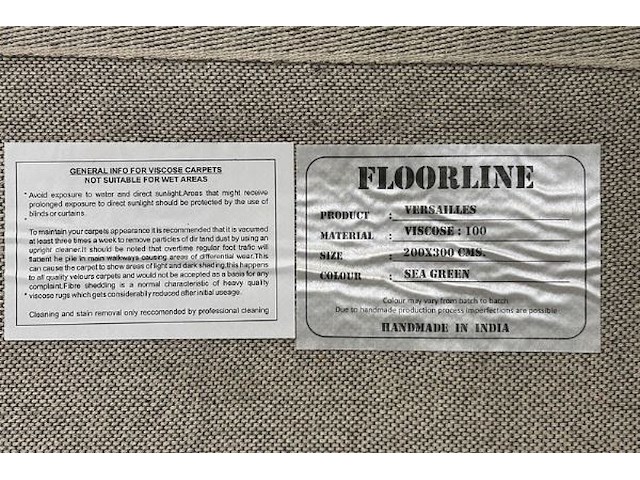 GENERAL INFO FOR VISCOSE CARPETS
NOT SUITABLE FOR WET AREAS
* Avoid exposure to water and direct sunlight.Areas that might receive
prolonged exposure to direct sunlight should be protected by the use of
blinds or curtains.
*
To maintain your carpets appearance it is recommended that it is vacumed
at least three times a week to remove particles of dirt and dust by using an
upright cleaner.It should be noted that overtime regular foot trafic will
flatient he pile in main walkways causing areas of differential wear.This
can cause the carpet to show areas of light and dark shading.this happens
to all quality velours carpets and would not be accepted as a basis for any
complaint.Fibre shedding is a normal characteristic of heavy quality
* viscose rugs which gets considerablly reduced after initial useage.
Cleaning and stain removal only reccomended by professional cleaning
FLOORLINE
PRODUCT : VERSAILLES
MATERIAL : VISCOSE : 100
SIZE : 200X300 CMS.
COLOUR : SEA GREEN
Colour may vary from batch to batch
Due to handmade production process imperfections are possible
HANDMADE IN INDIA